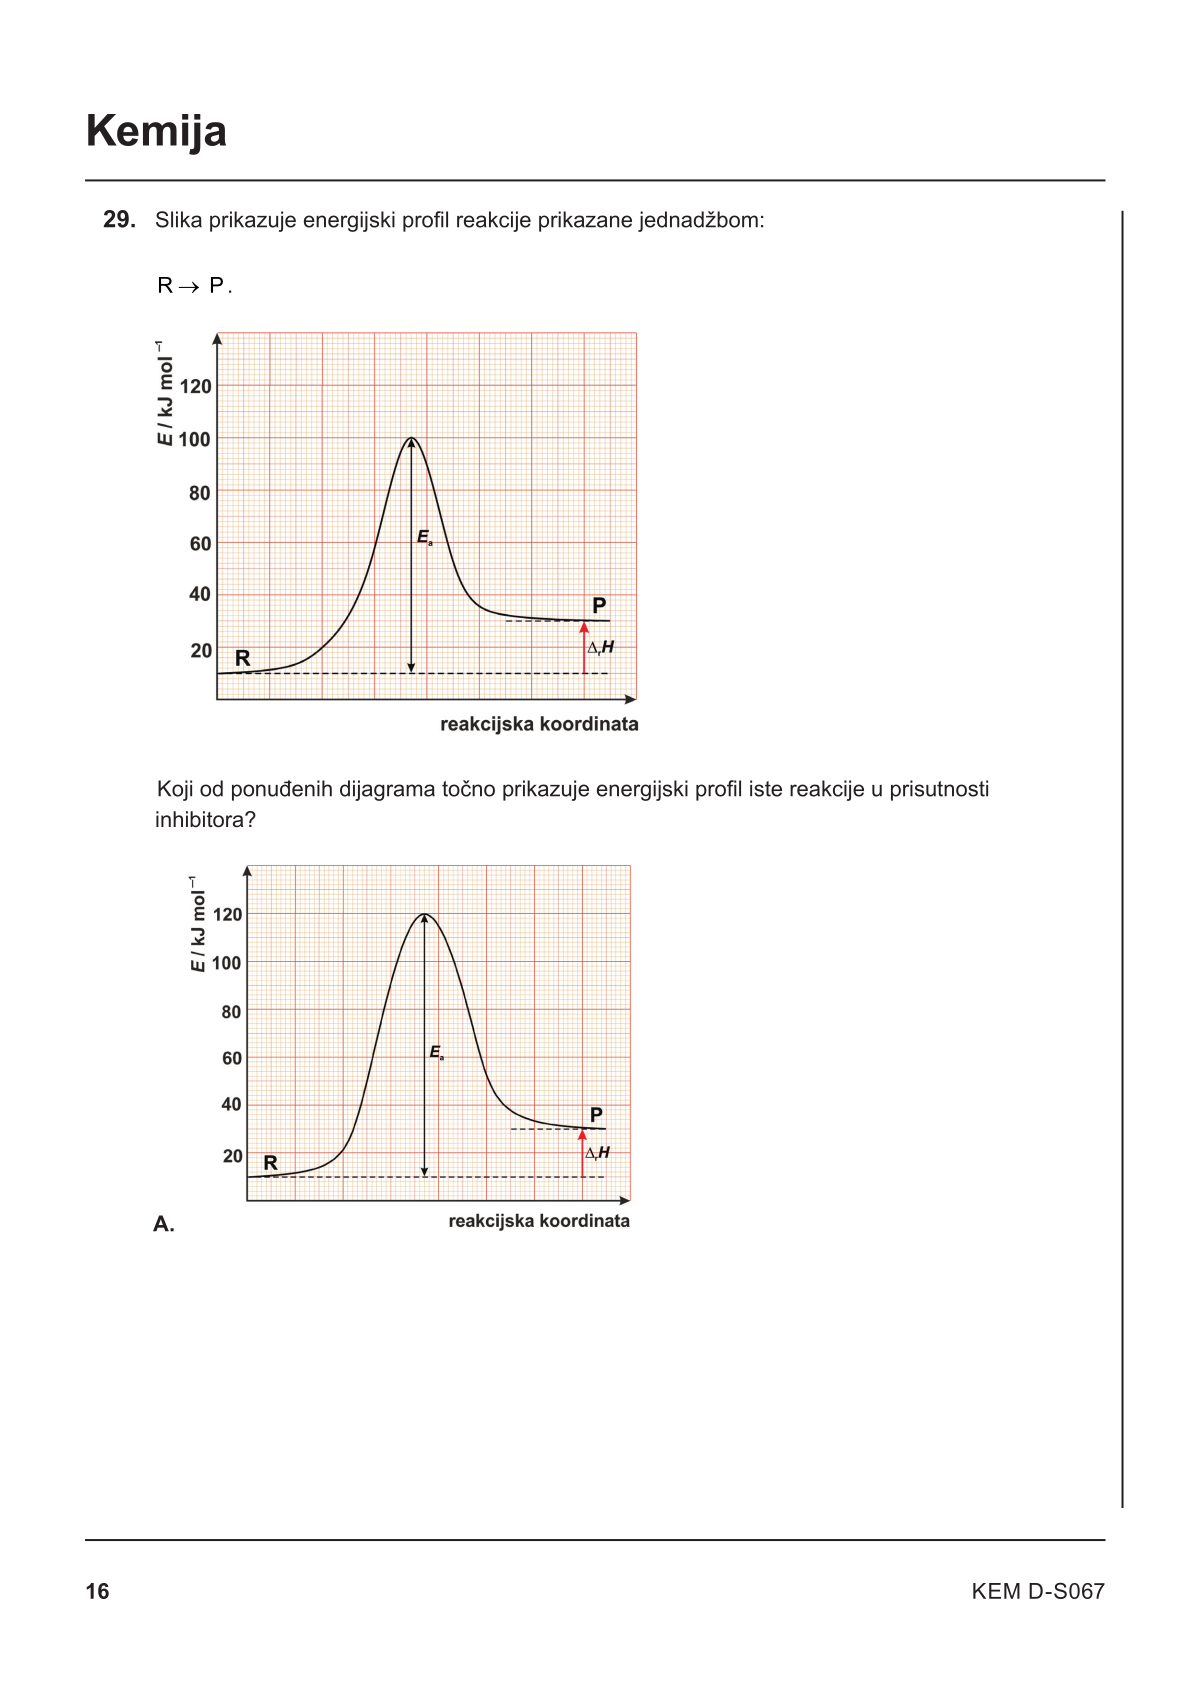 Kemija
29. Slika prikazuje energijski profil reakcije prikazane jednadžbom:
R → P.
E / kJ mol⁻¹
120
100
80
60
40
20
R
Eₐ
P
ΔᵣH
reakcijska koordinata
Koji od ponuđenih dijagrama točno prikazuje energijski profil iste reakcije u prisutnosti
inhibitora?
E / kJ mol⁻¹
120
100
80
60
40
20
R
Eₐ
P
ΔᵣH
reakcijska koordinata
A.
16
KEM D-S067